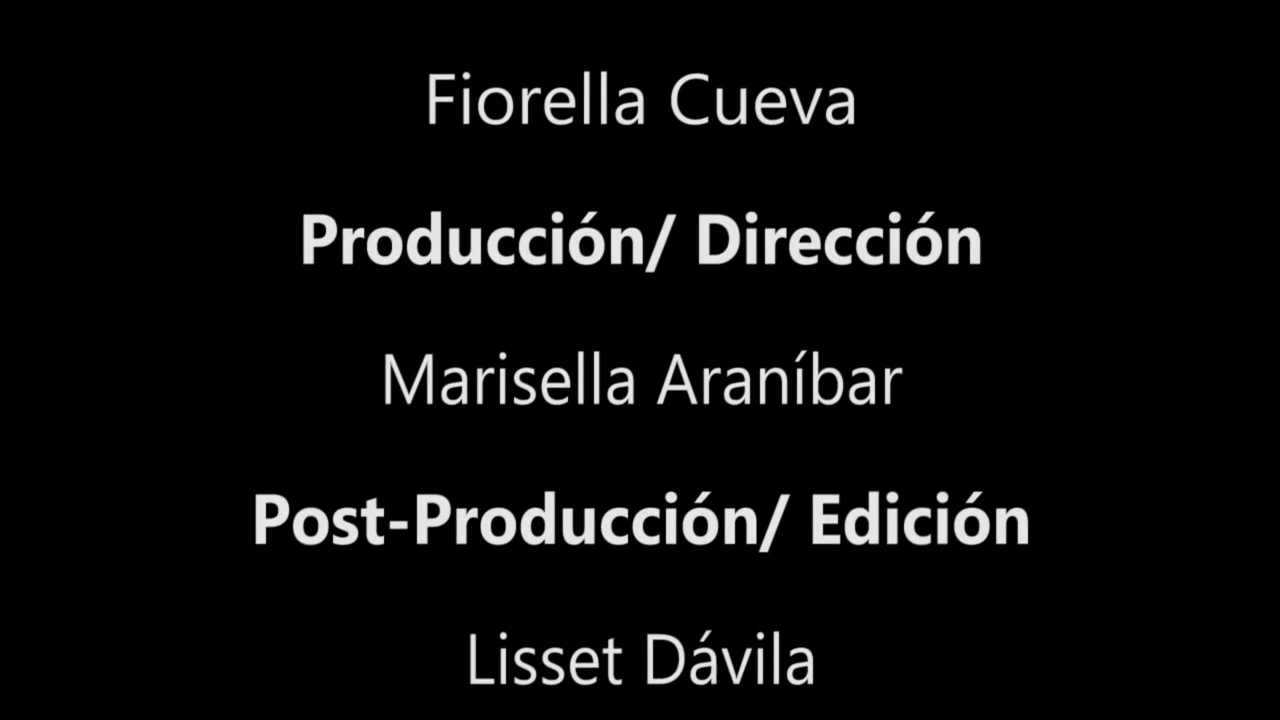 Fiorella Cueva
Producción/ Dirección
Marisella Araníbar
Post-Producción/ Edición
Lisset Dávila